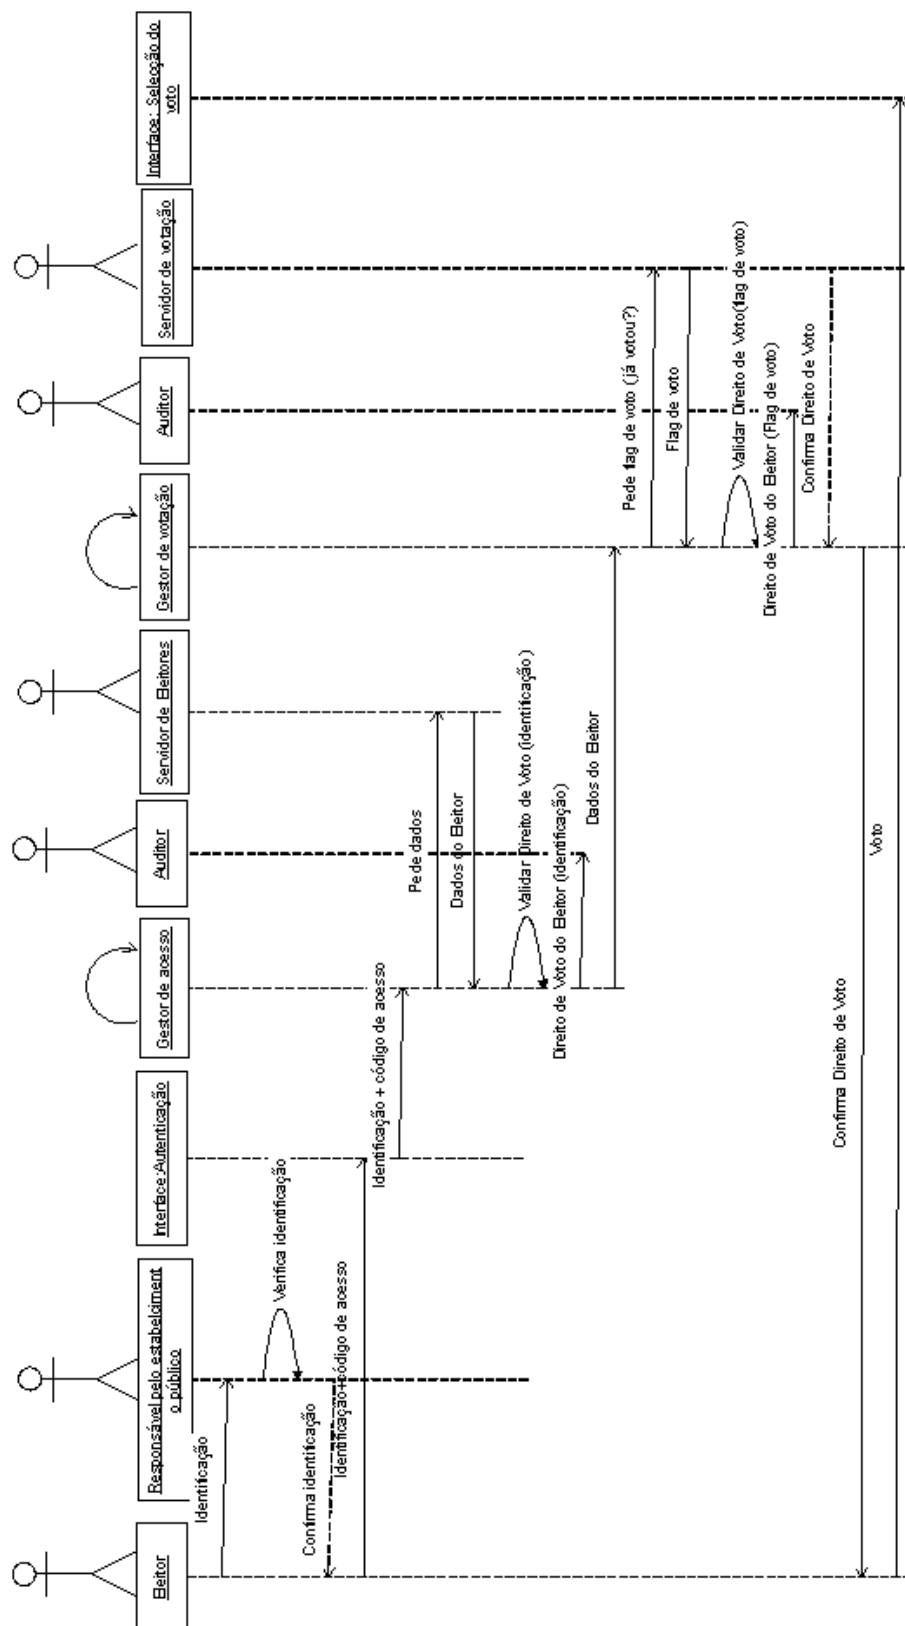 Eleitor
Responsável pelo estabeleciment
o público
Interface:Autenticação
Gestor de acesso
Auditor
Servidor de Eleitores
Gestor de votação
Auditor
Servidor de votação
Interface: Selecção do
voto
Identificação
Verifica identificação
Confirma identificação
Identificação+código de acesso
Identificação + código de acesso
Pede dados
Dados do Eleitor
Validar Direito de Voto (identificação)
Direito de Voto do Eleitor (identificação)
Dados do Eleitor
Pede flag de voto (já votou?)
Flag de voto
Validar Direito de Voto(flag de voto)
Direito de Voto do Eleitor (Flag de voto)
Confirma Direito de Voto
Confirma Direito de Voto
Voto